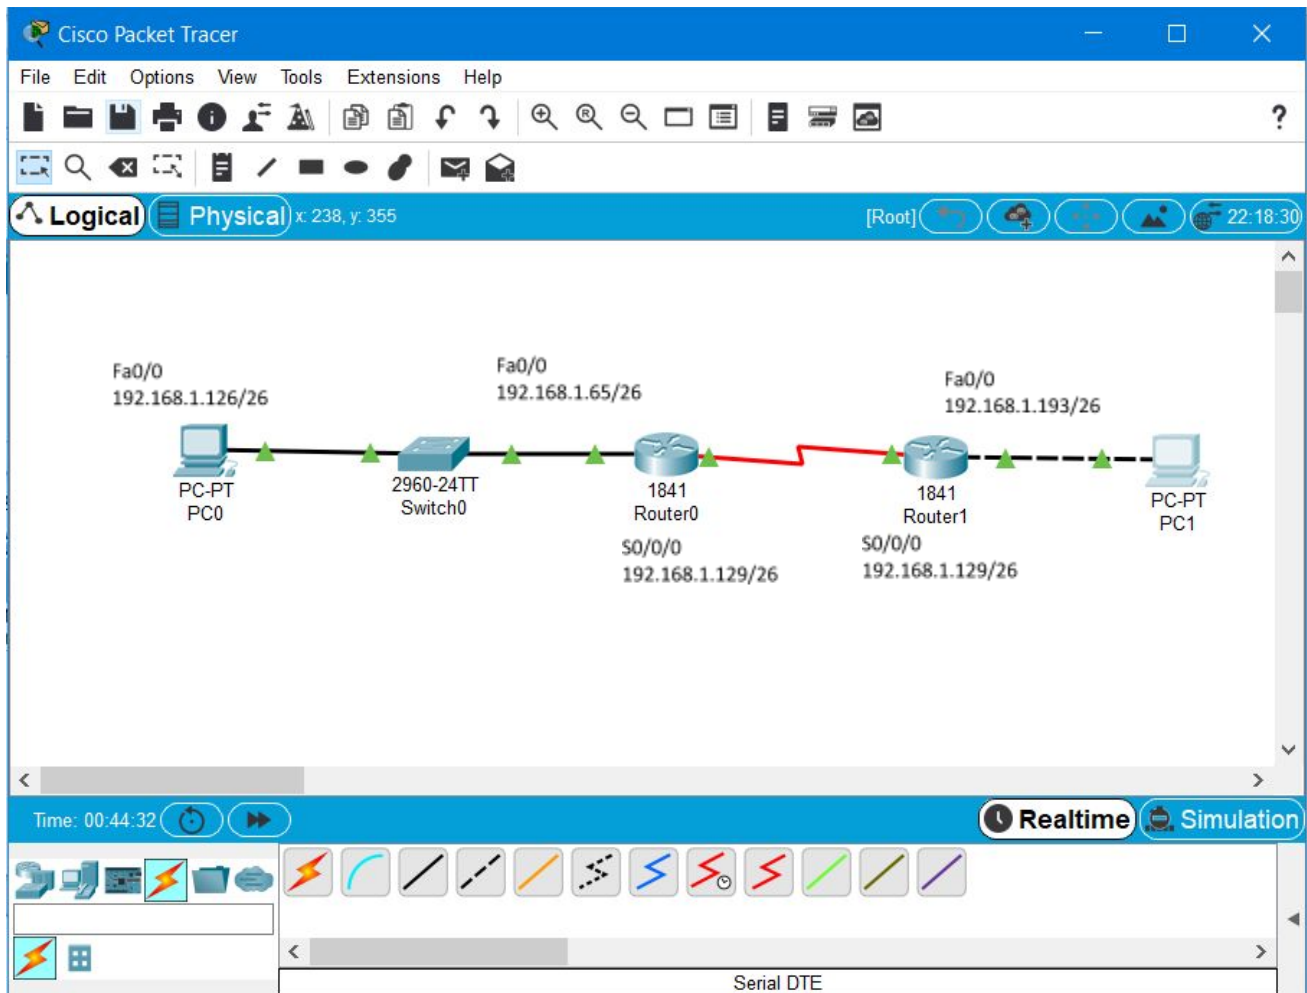 Cisco Packet Tracer
File Edit Options View Tools Extensions Help
?
Logical Physical x: 238, y: 355 [Root] 22:18:30
Fa0/0
192.168.1.126/26
Fa0/0
192.168.1.65/26
Fa0/0
192.168.1.193/26
PC-PT
PC0
2960-24TT
Switch0
1841
Router0
1841
Router1
PC-PT
PC1
S0/0/0
192.168.1.129/26
S0/0/0
192.168.1.129/26
Time: 00:44:32 Realtime Simulation
Serial DTE